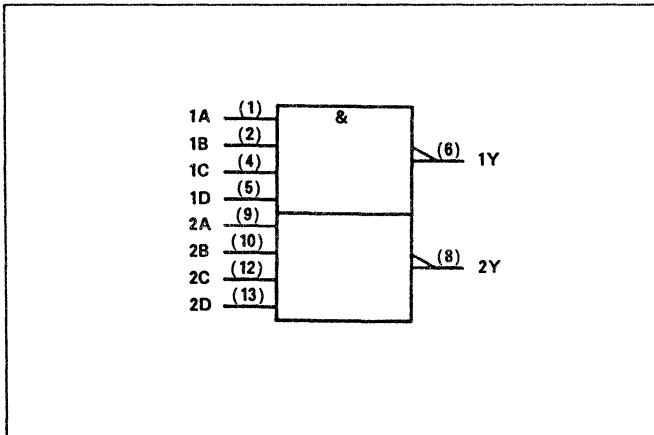 &
1A (1)
1B (2)
1C (4)
1D (5)
2A (9)
2B (10)
2C (12)
2D (13)
(6) 1Y
(8) 2Y